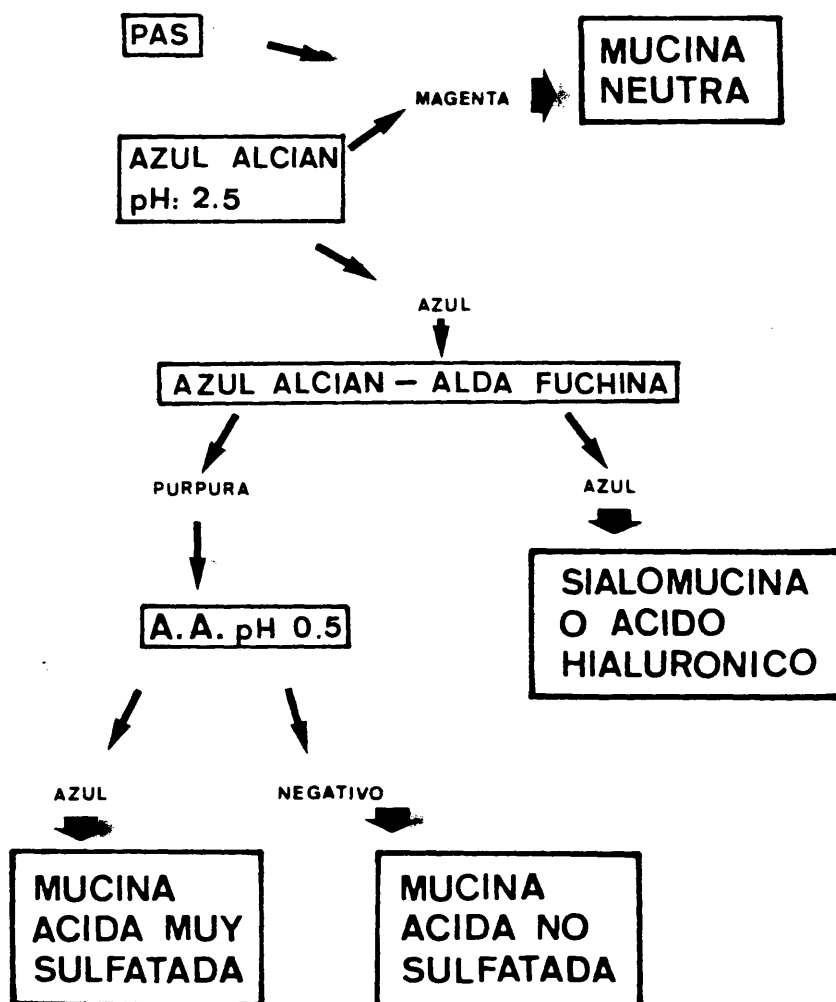 PAS
MAGENTA
MUCINA
NEUTRA
AZUL ALCIAN
pH: 2.5
AZUL
AZUL ALCIAN – ALDA FUCHINA
PURPURA
AZUL
A.A. pH 0.5
SIALOMUCINA
O ACIDO
HIALURONICO
AZUL
NEGATIVO
MUCINA
ACIDA MUY
SULFATADA
MUCINA
ACIDA NO
SULFATADA